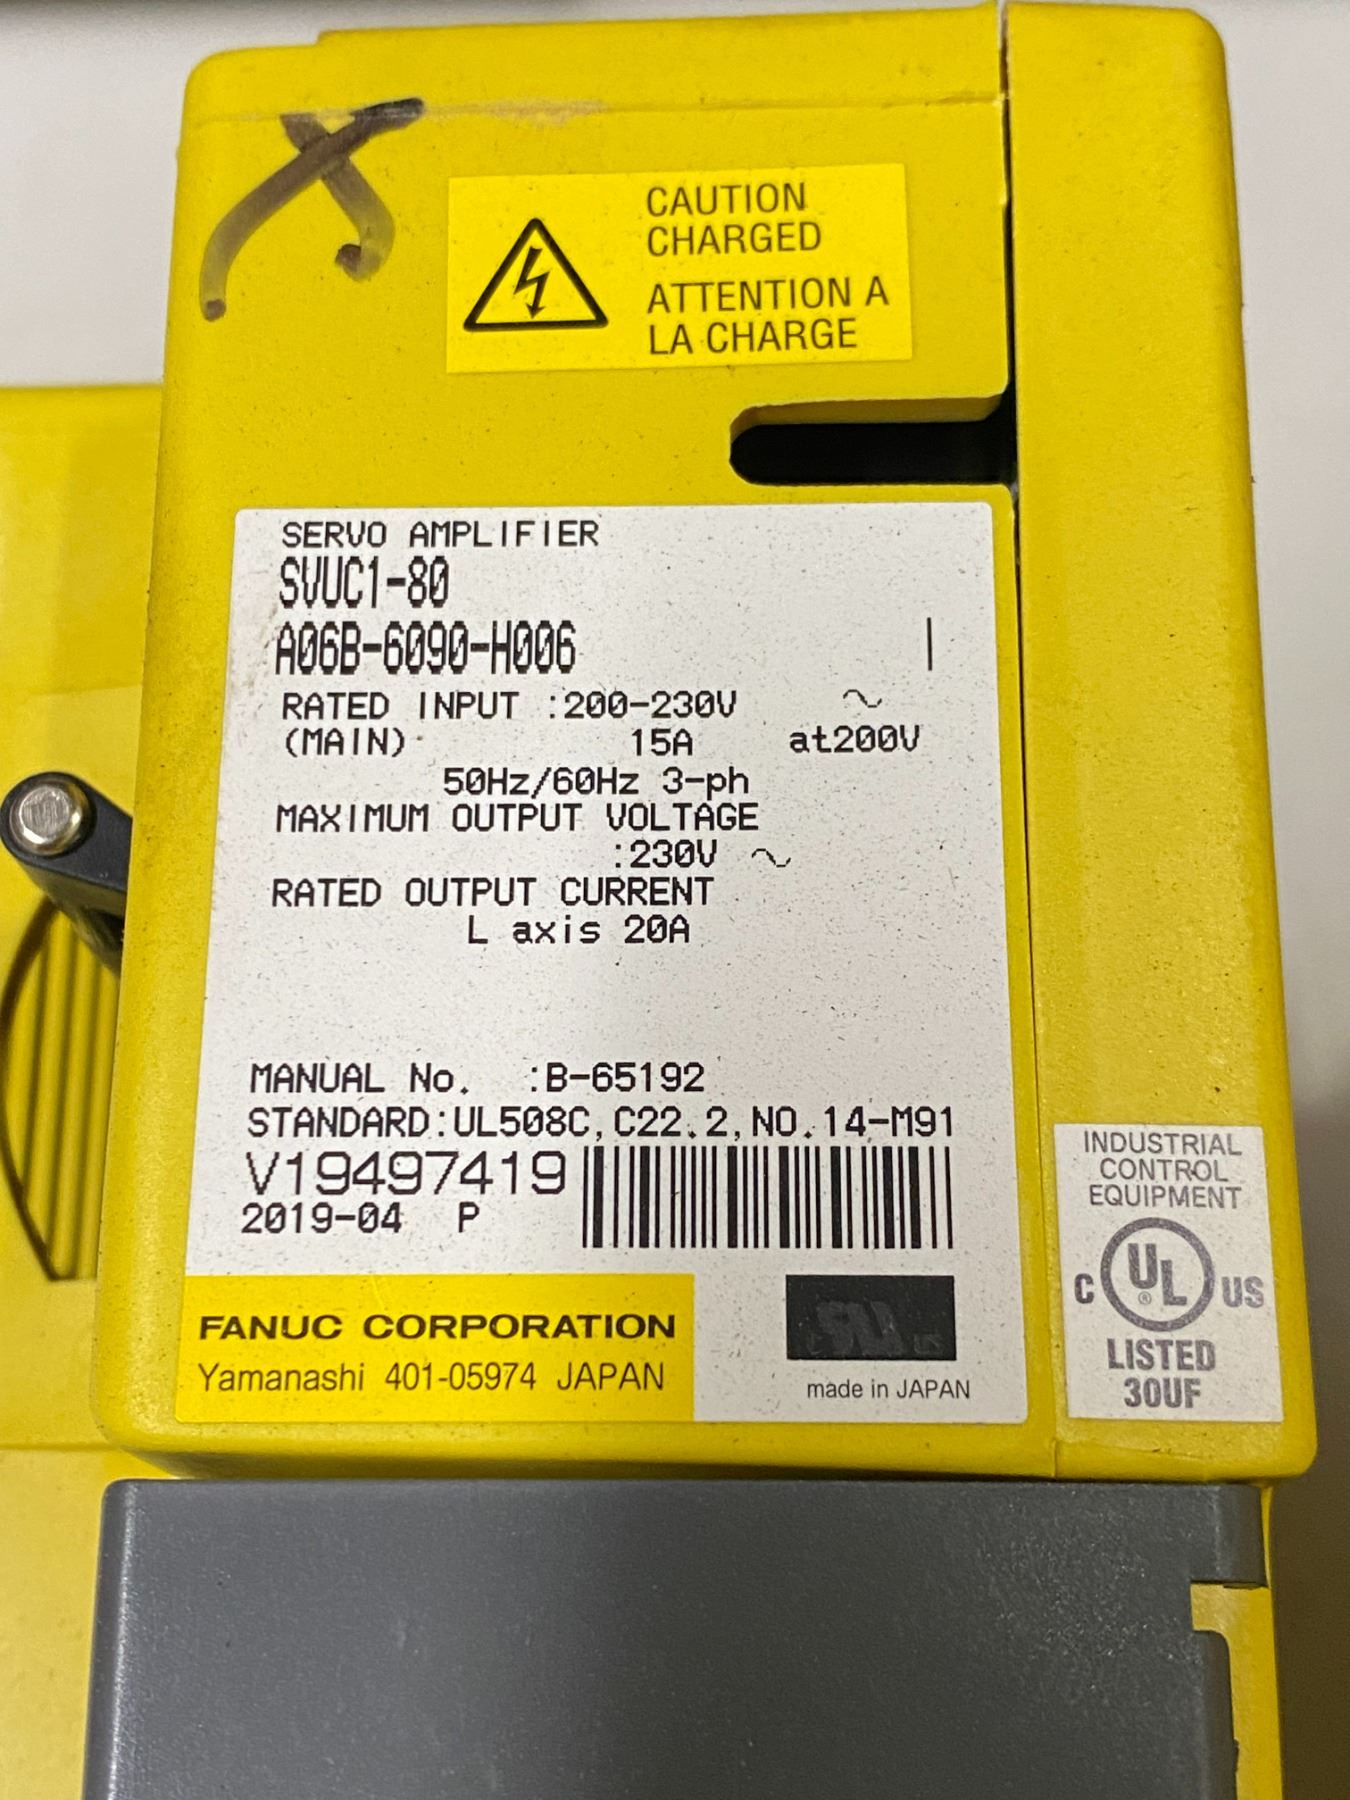 CAUTION
CHARGED
ATTENTION A
LA CHARGE
SERVO AMPLIFIER
SVUC1-80
A06B-6090-H006
RATED INPUT :200-230V ~
(MAIN) 15A at200V
50Hz/60Hz 3-ph
MAXIMUM OUTPUT VOLTAGE
:230V ~
RATED OUTPUT CURRENT
L axis 20A
MANUAL No. :B-65192
STANDARD:UL508C,C22.2,NO.14-M91
V19497419
2019-04 P
FANUC CORPORATION
Yamanashi 401-05974 JAPAN
made in JAPAN
INDUSTRIAL
CONTROL
EQUIPMENT
C UL ® US
LISTED
30UF